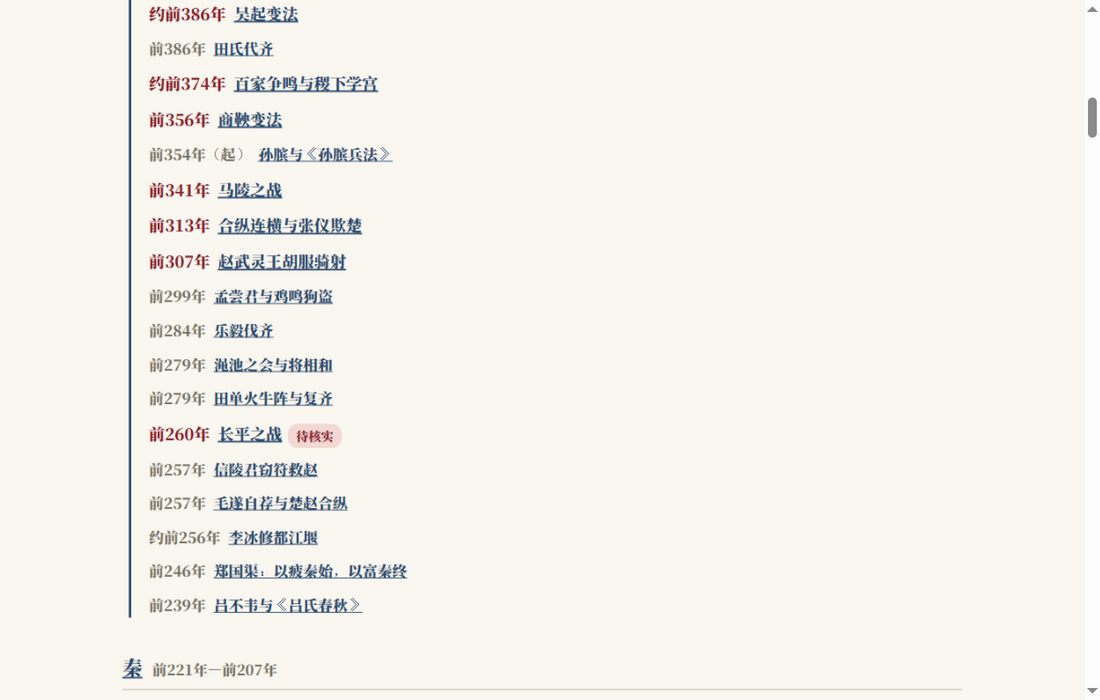 约前386年 吴起变法
前386年 田氏代齐
约前374年 百家争鸣与稷下学宫
前356年 商鞅变法
前354年（起） 孙膑与《孙膑兵法》
前341年 马陵之战
前313年 合纵连横与张仪欺楚
前307年 赵武灵王胡服骑射
前299年 孟尝君与鸡鸣狗盗
前284年 乐毅伐齐
前279年 渑池之会与将相和
前279年 田单火牛阵与复齐
前260年 长平之战 待核实
前257年 信陵君窃符救赵
前257年 毛遂自荐与楚赵合纵
约前256年 李冰修都江堰
前246年 郑国渠：以疲秦始，以富秦终
前239年 吕不韦与《吕氏春秋》
秦 前221年—前207年